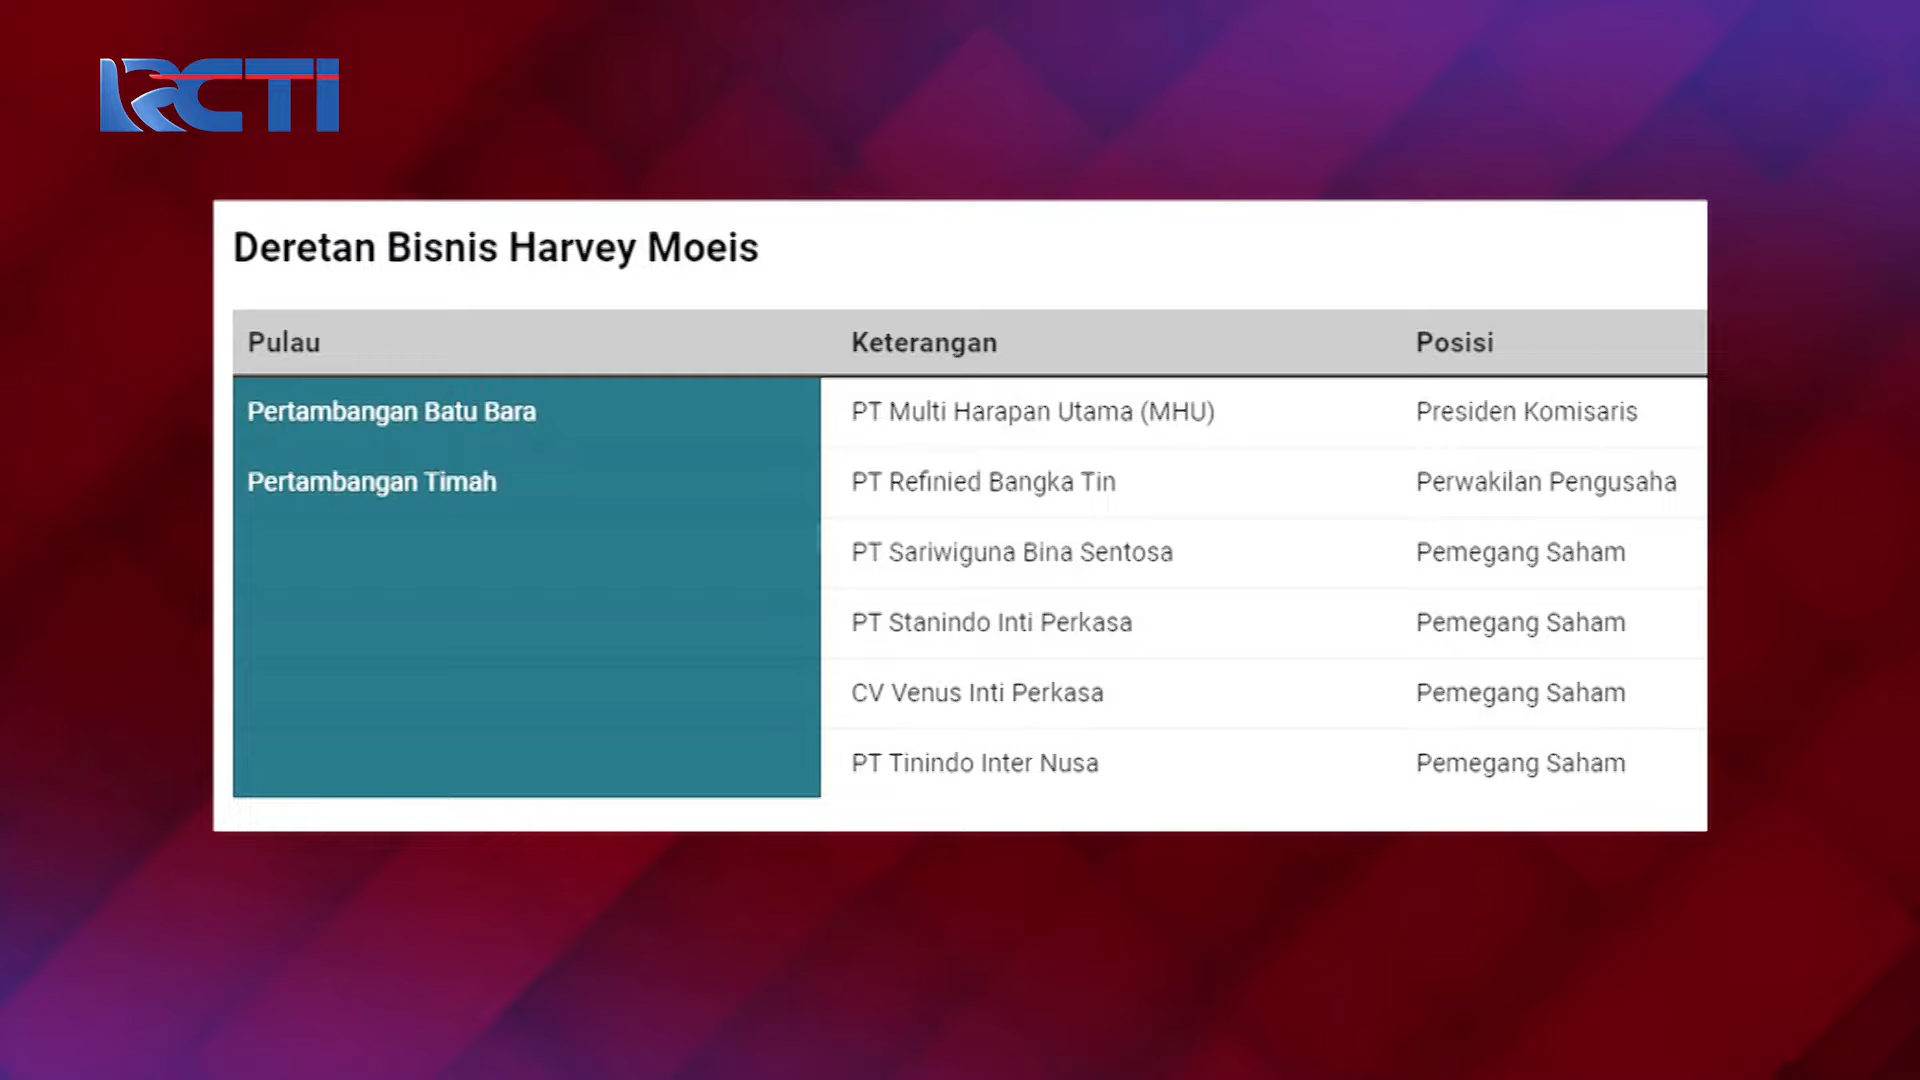 RCTI
Deretan Bisnis Harvey Moeis
Pulau Keterangan Posisi
Pertambangan Batu Bara PT Multi Harapan Utama (MHU) Presiden Komisaris
Pertambangan Timah PT Refinied Bangka Tin Perwakilan Pengusaha
PT Sariwiguna Bina Sentosa Pemegang Saham
PT Stanindo Inti Perkasa Pemegang Saham
CV Venus Inti Perkasa Pemegang Saham
PT Tinindo Inter Nusa Pemegang Saham